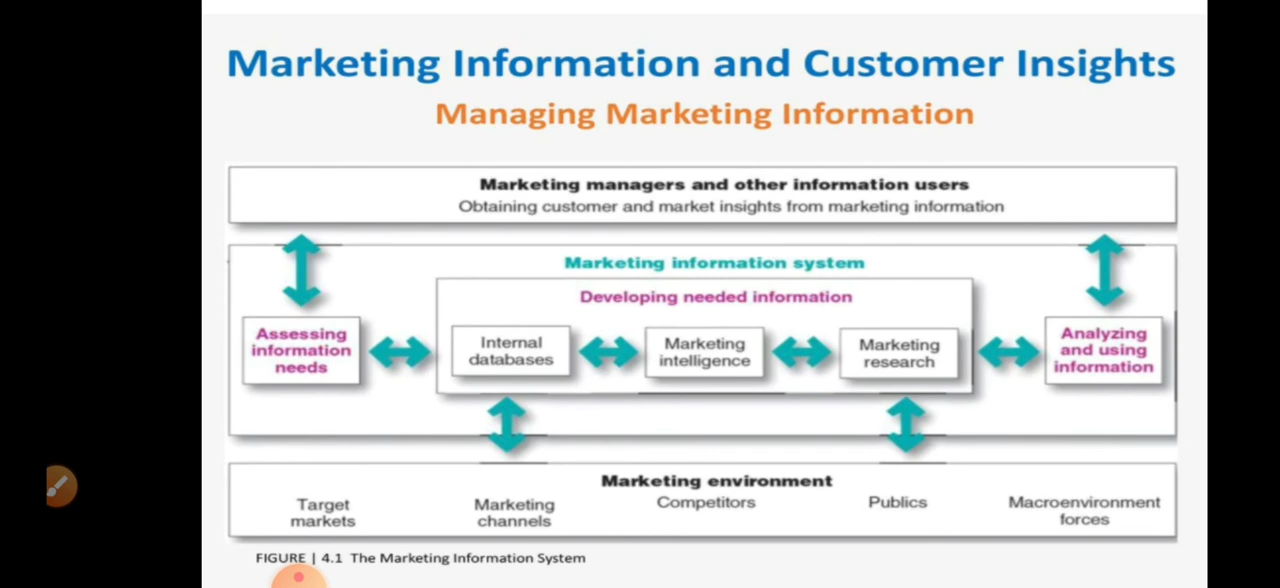 Marketing Information and Customer Insights
Managing Marketing Information
Marketing managers and other information users
Obtaining customer and market insights from marketing information
Marketing information system
Developing needed information
Assessing
information
needs
Internal
databases
Marketing
intelligence
Marketing
research
Analyzing
and using
information
Marketing environment
Target
markets
Marketing
channels
Competitors
Publics
Macroenvironment
forces
FIGURE | 4.1 The Marketing Information System